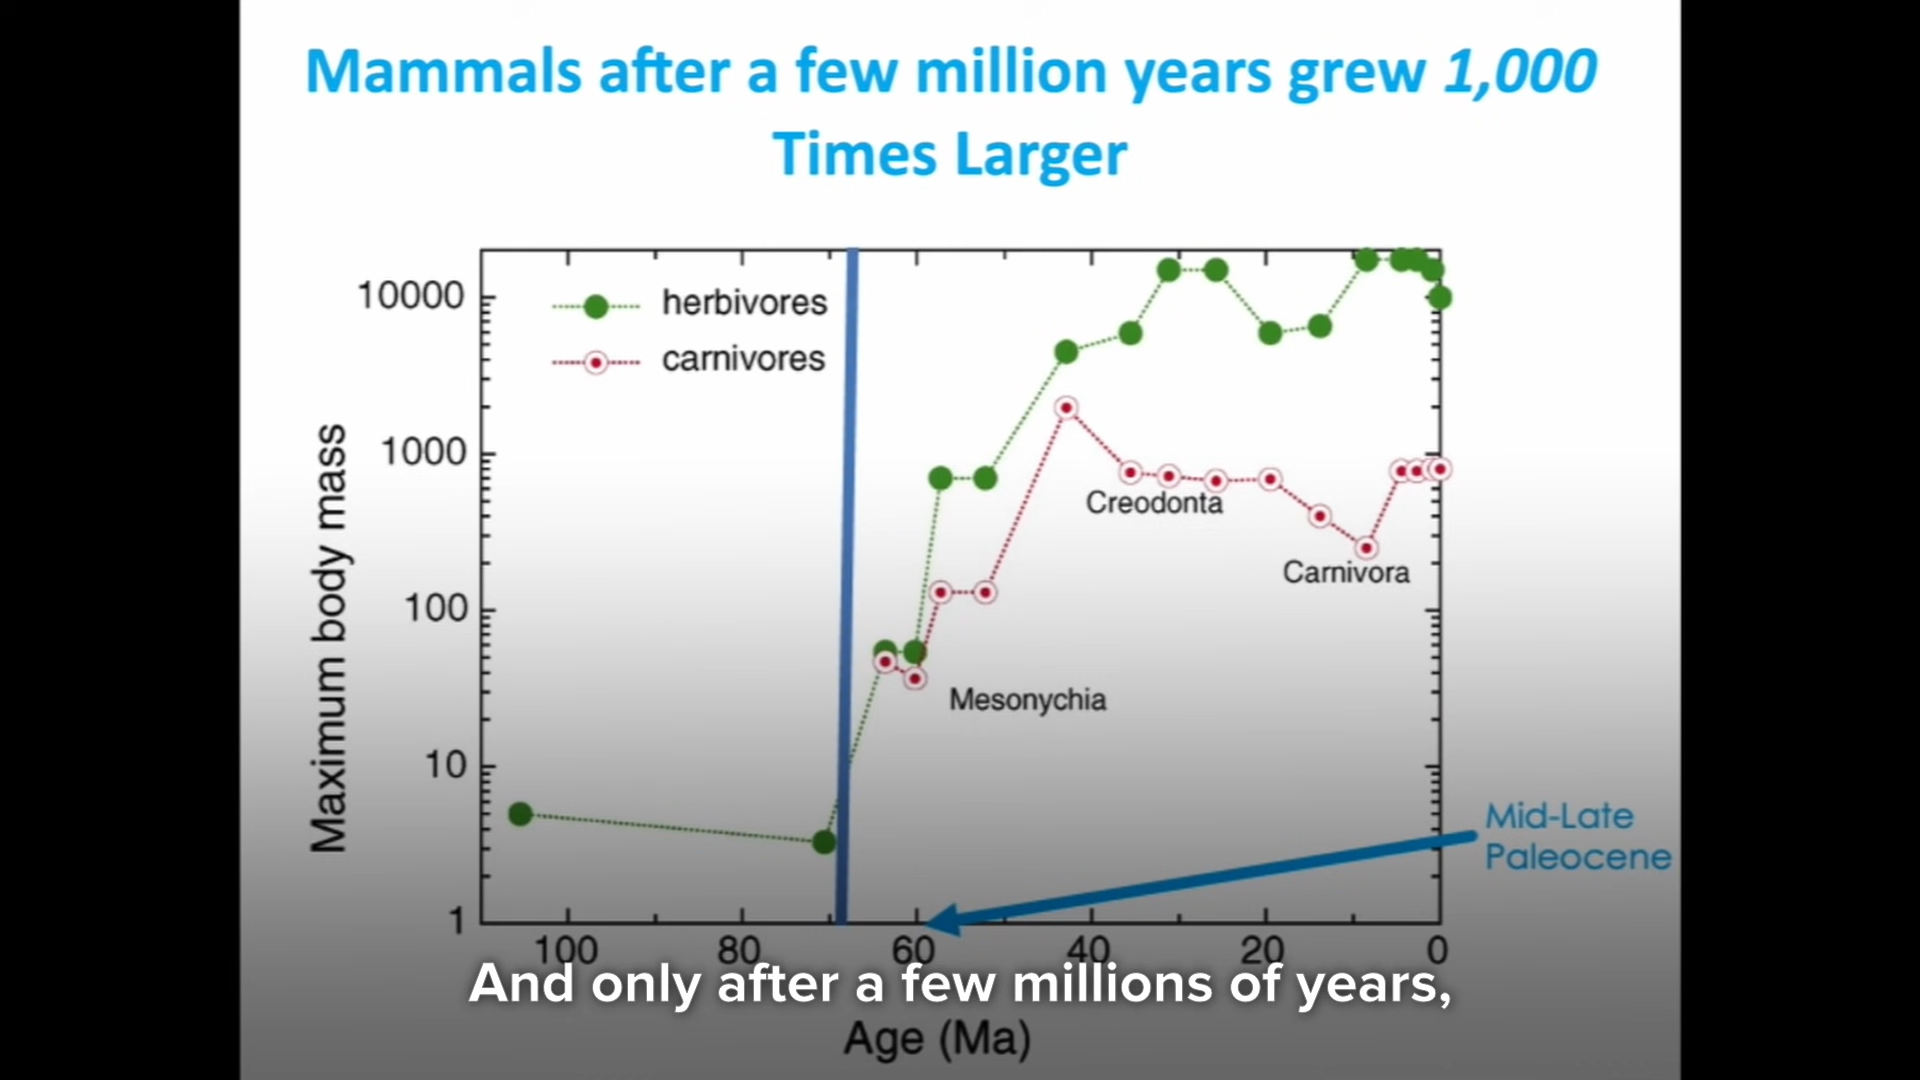 Mammals after a few million years grew 1,000
Times Larger
herbivores
carnivores
Maximum body mass
10000
1000
100
10
1
Creodonta
Carnivora
Mesonychia
Mid-Late
Paleocene
100 80 60 40 20 0
And only after a few millions of years,
Age (Ma)